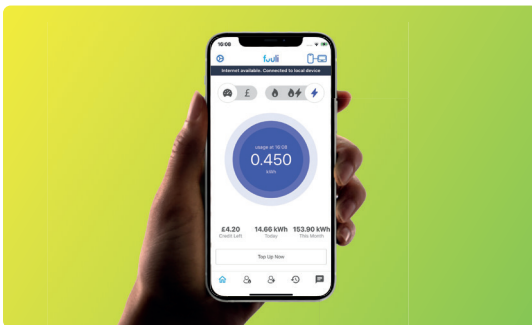 16:08
fuuli
Internet available. Connected to local device
£
usage at 16:08
0.450
kWh
£4.20 14.66 kWh 153.90 kWh
Credit Left Today This Month
Top Up Now